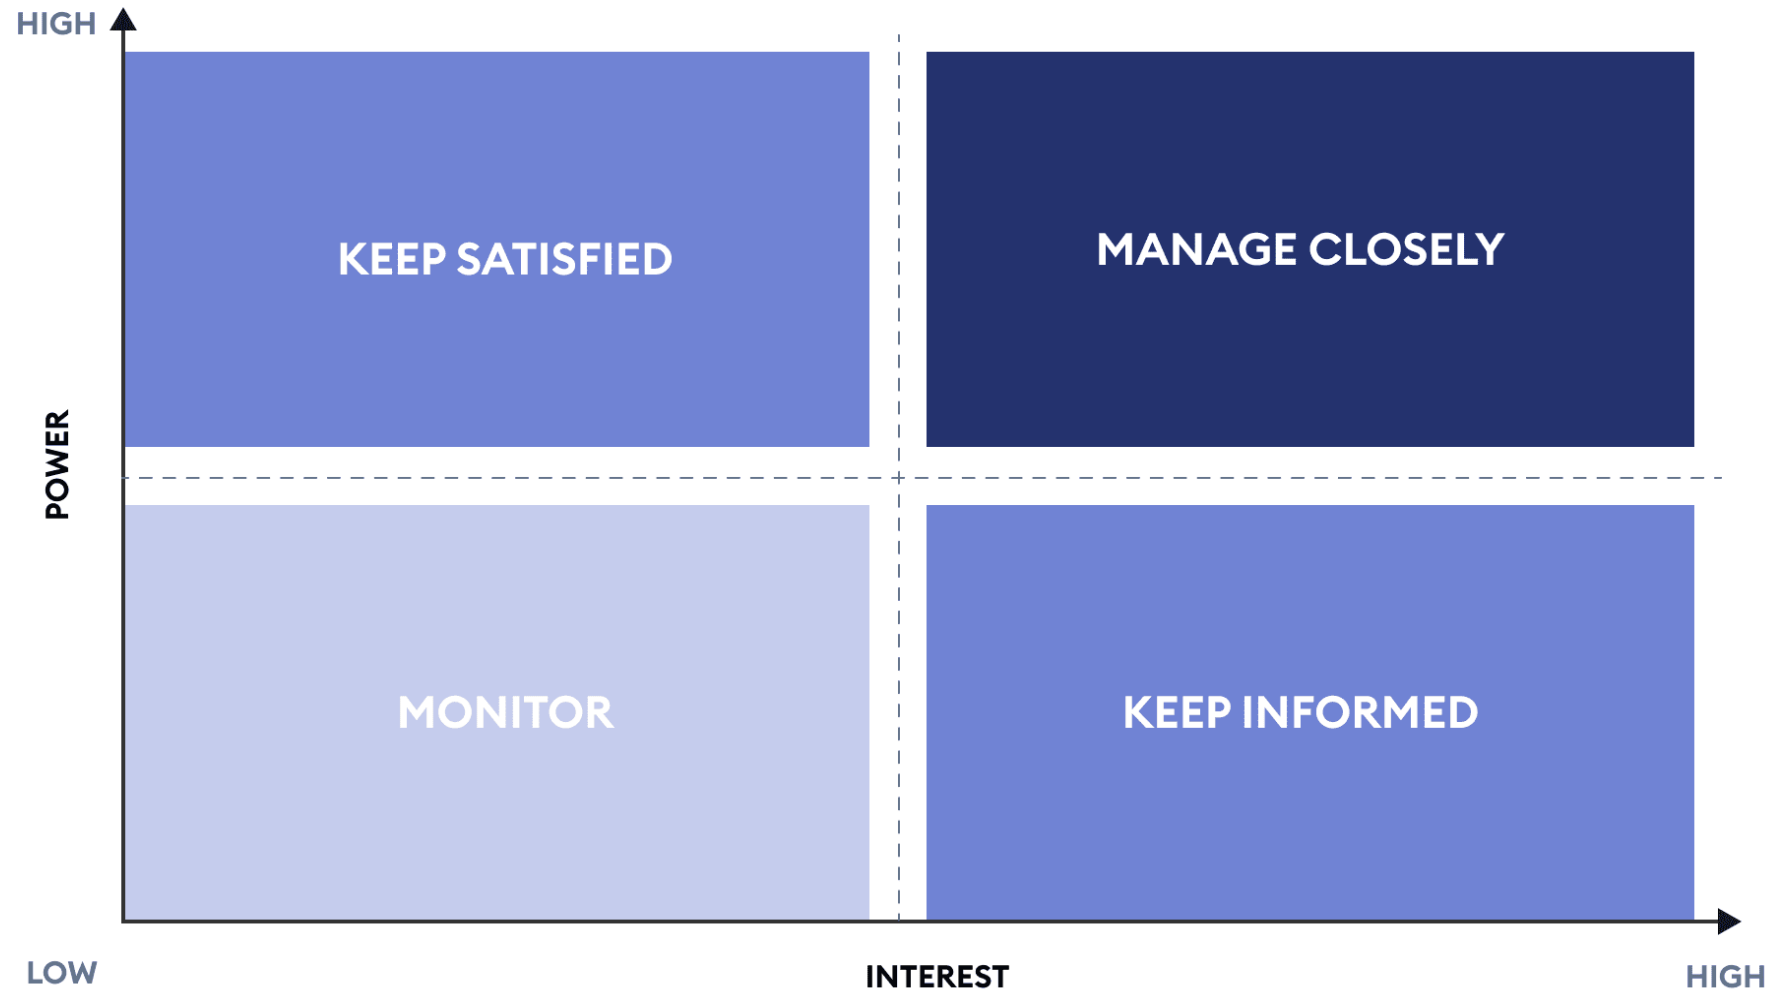 HIGH
KEEP SATISFIED
MANAGE CLOSELY
POWER
MONITOR
KEEP INFORMED
LOW
INTEREST
HIGH